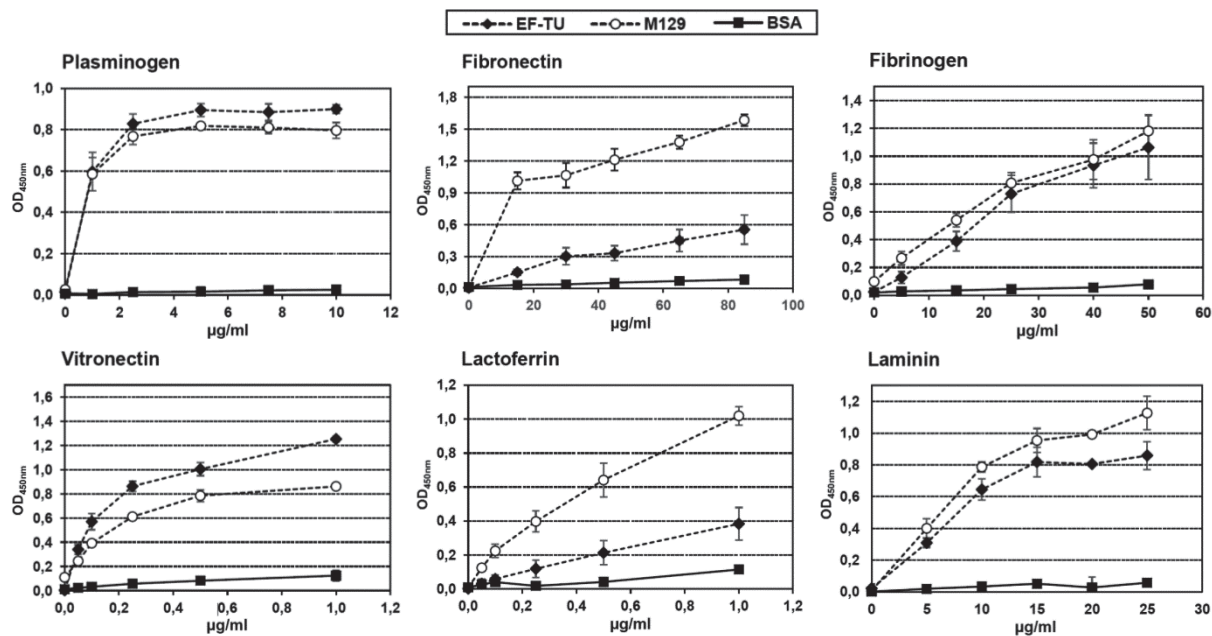 EF-TU M129 BSA
Plasminogen
OD450nm
1,0
0,8
0,6
0,4
0,2
0,0
0 2 4 6 8 10 12
µg/ml
Fibronectin
OD450nm
1,8
1,5
1,2
0,9
0,6
0,3
0,0
0 20 40 60 80 100
µg/ml
Fibrinogen
OD450nm
1,4
1,2
1,0
0,8
0,6
0,4
0,2
0,0
0 10 20 30 40 50 60
µg/ml
Vitronectin
OD450nm
1,6
1,4
1,2
1,0
0,8
0,6
0,4
0,2
0,0
0,0 0,2 0,4 0,6 0,8 1,0 1,2
µg/ml
Lactoferrin
OD450nm
1,2
1,0
0,8
0,6
0,4
0,2
0,0
0,0 0,2 0,4 0,6 0,8 1,0 1,2
µg/ml
Laminin
OD450nm
1,2
1,0
0,8
0,6
0,4
0,2
0,0
0 5 10 15 20 25 30
µg/ml